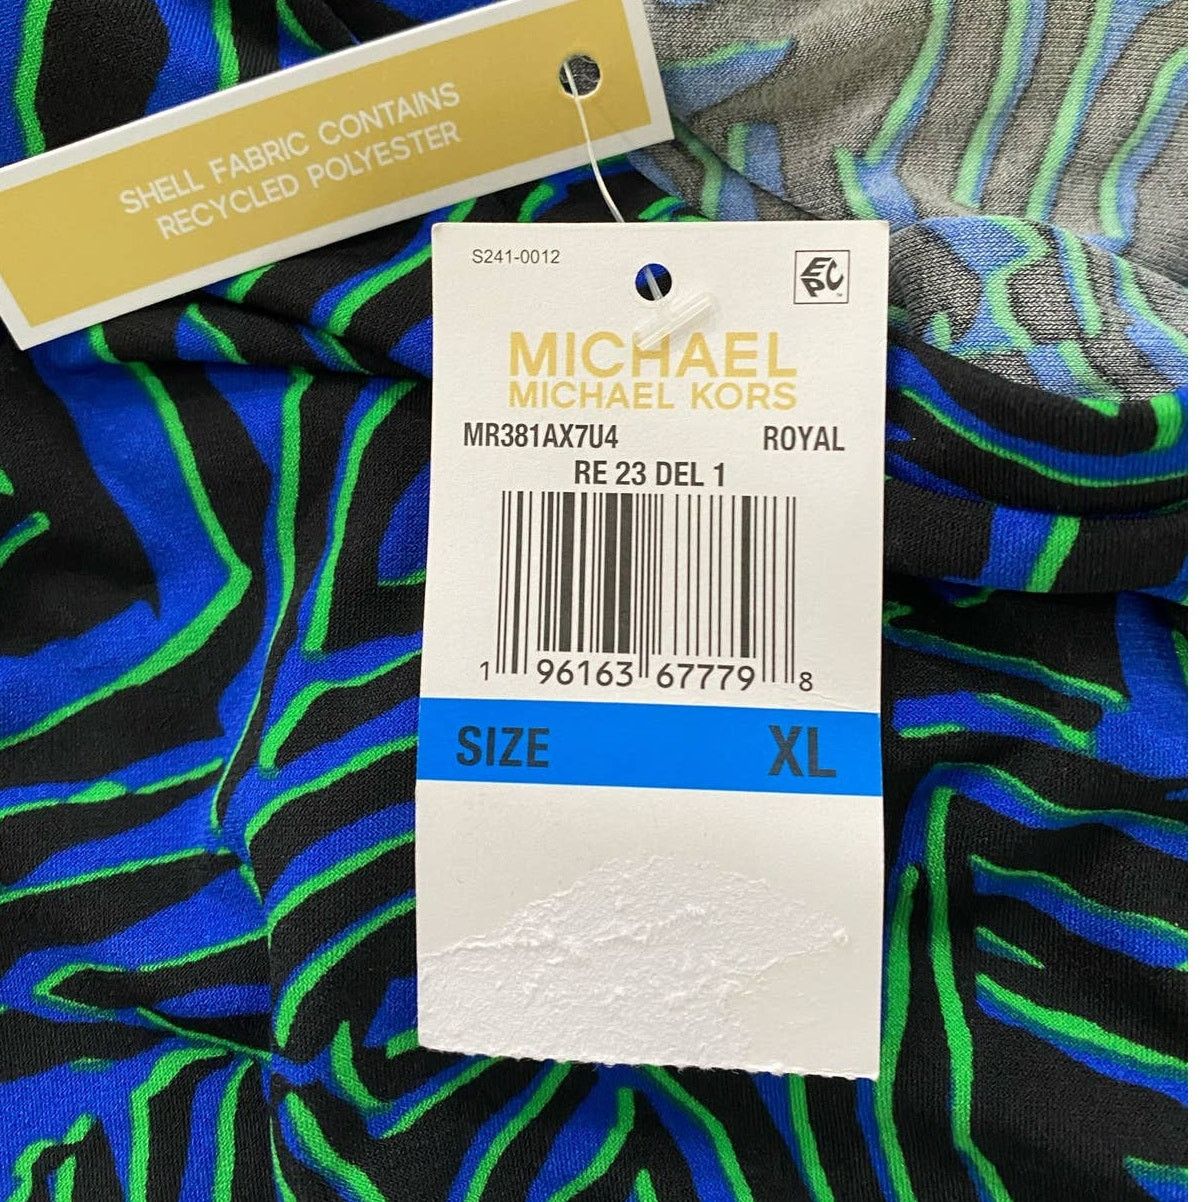 SHELL FABRIC CONTAINS
RECYCLED POLYESTER
S241-0012
EPC™
MICHAEL
MICHAEL KORS
MR381AX7U4 ROYAL
RE 23 DEL 1
1 96163 67779 8
SIZE XL